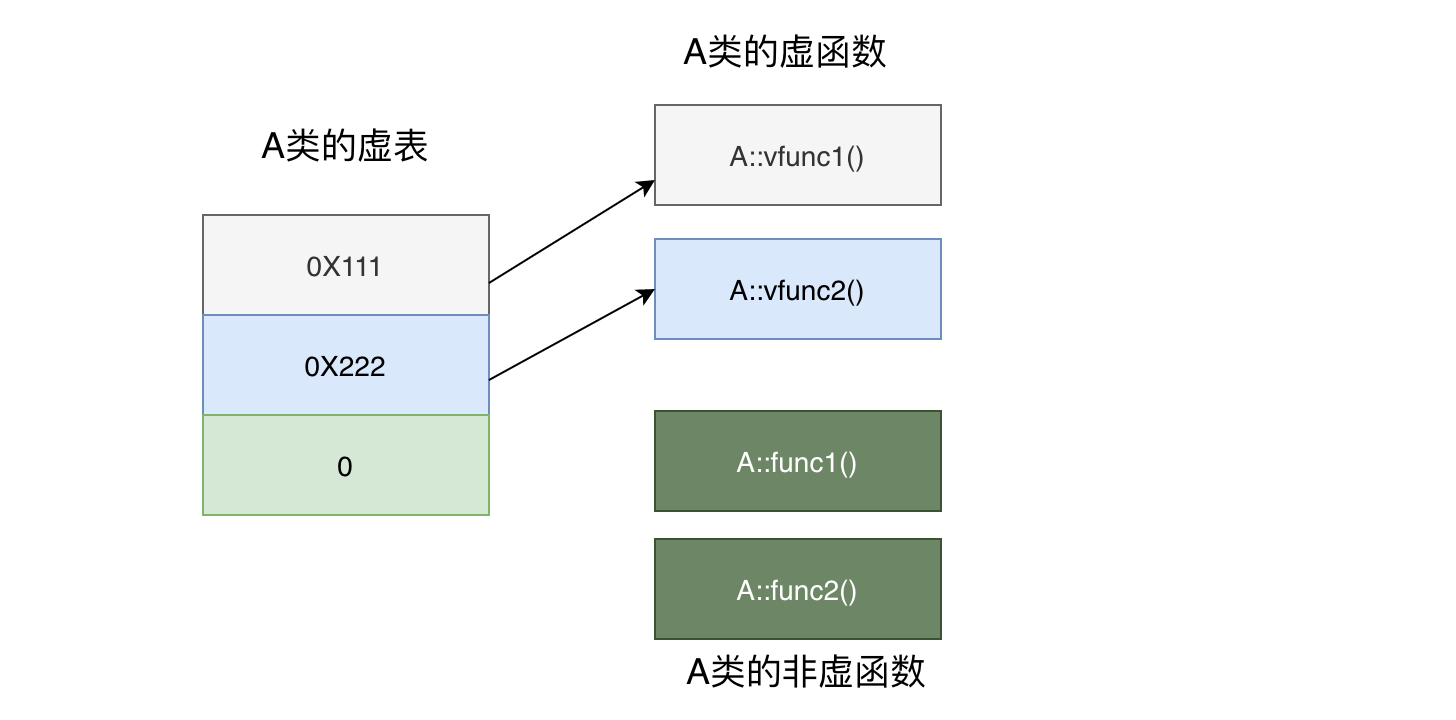 A类的虚函数
A::vfunc1()
A类的虚表
0X111
A::vfunc2()
0X222
0
A::func1()
A::func2()
A类的非虚函数